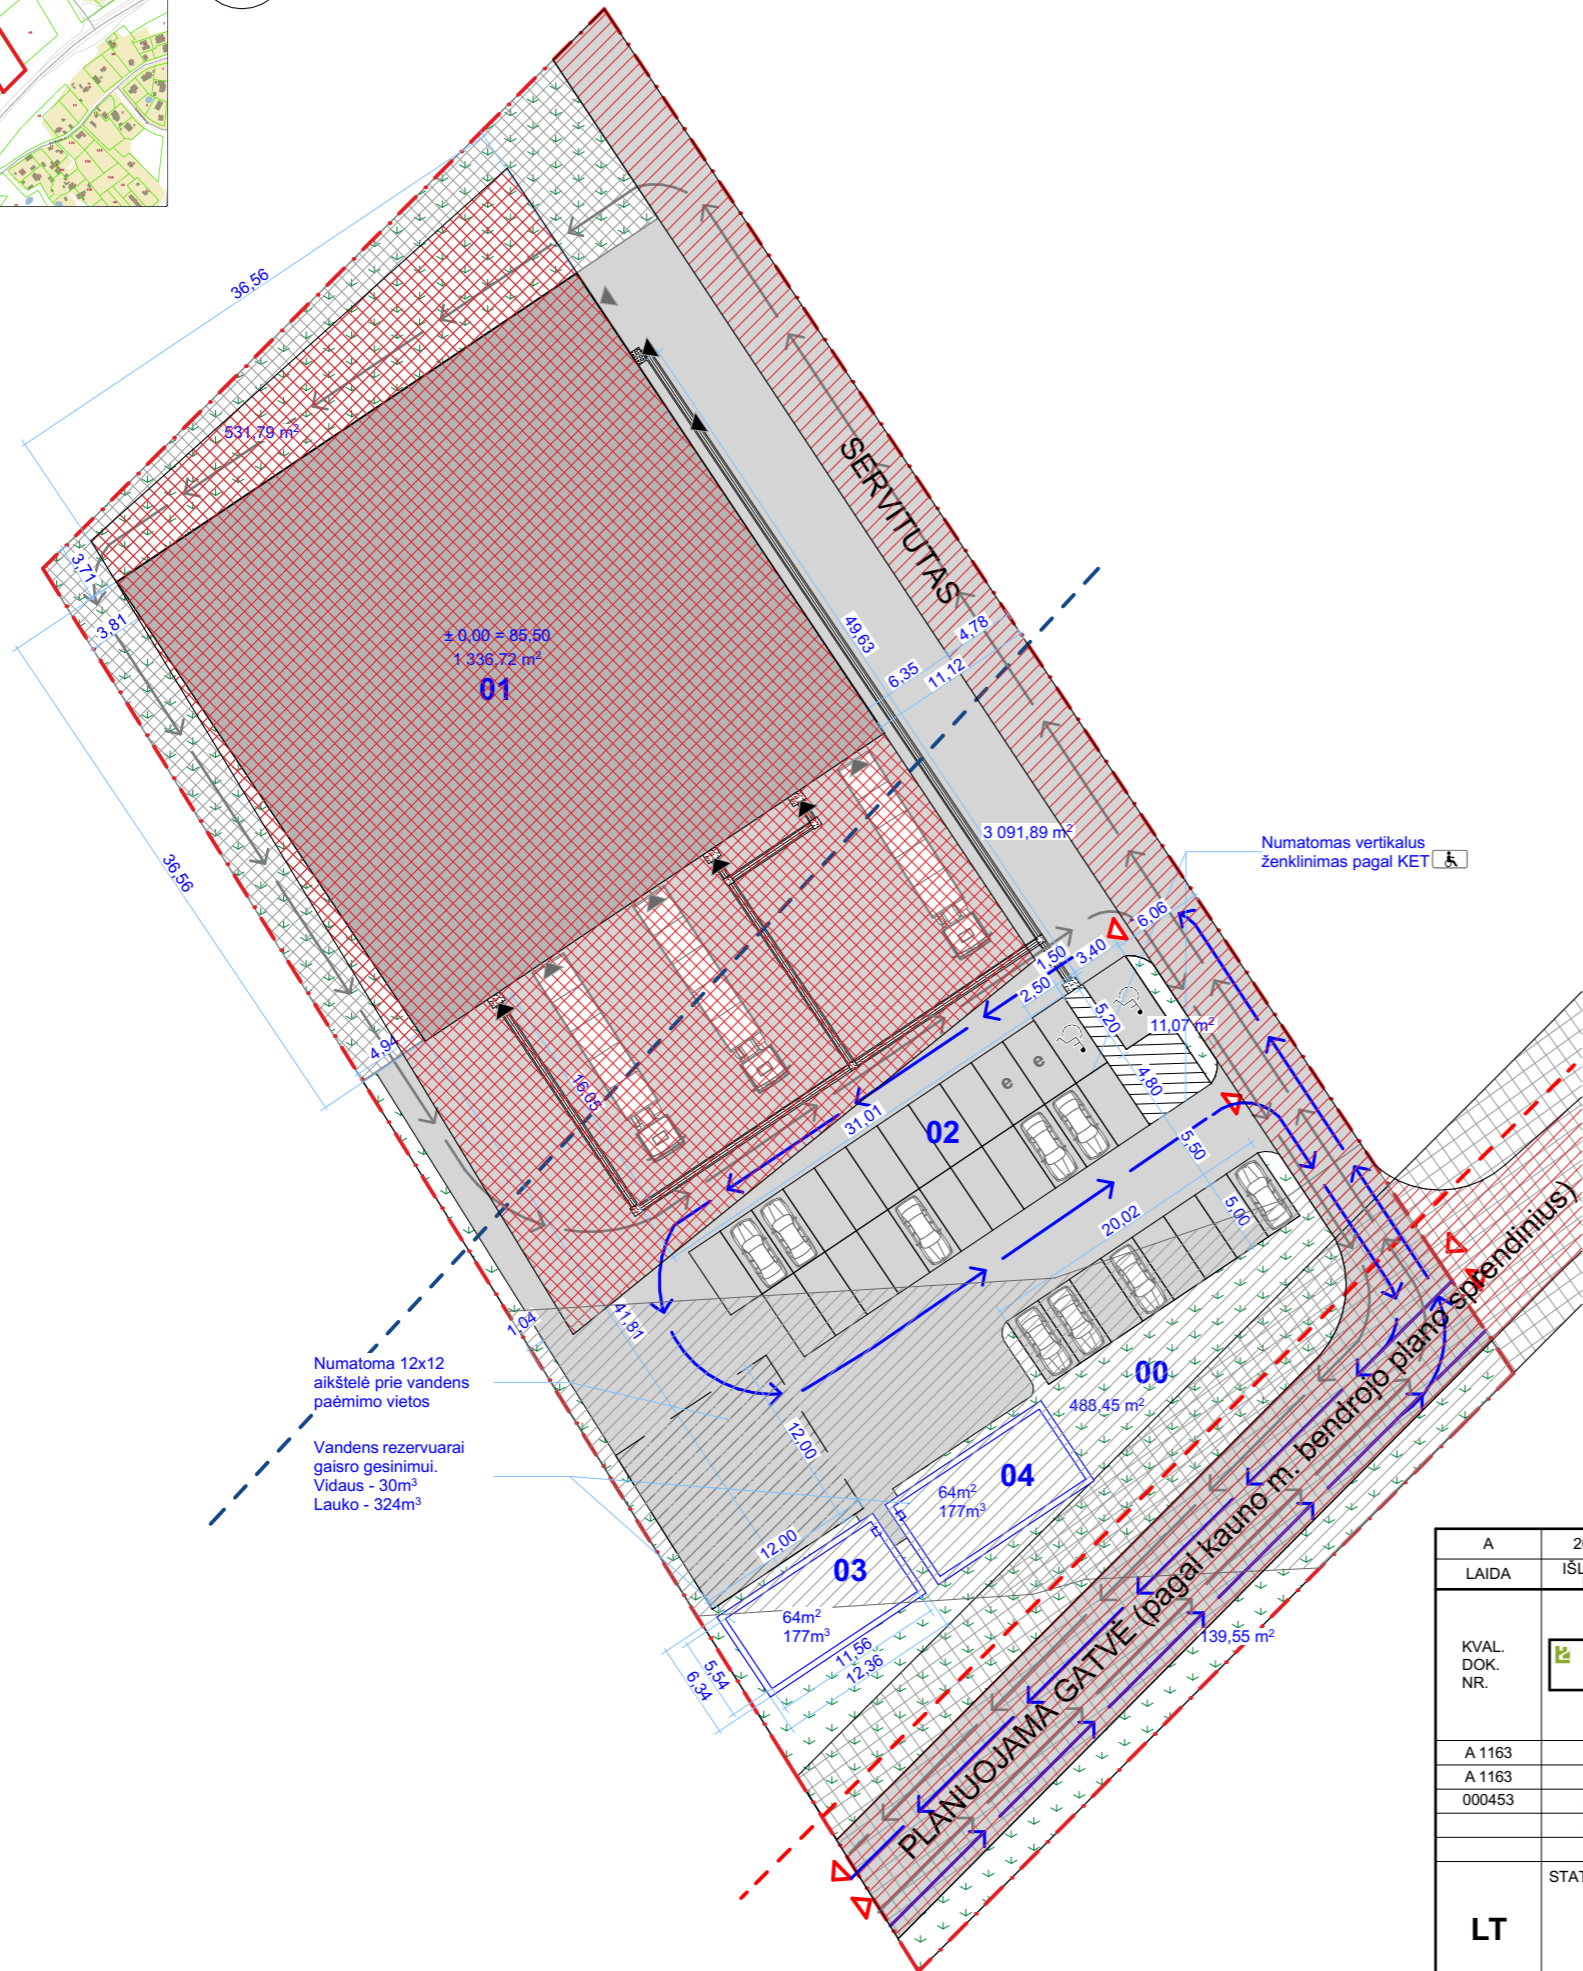 36,56
531,79 m²
3,71
3,81
± 0,00 = 85,50
1 336,72 m²
01
SERVITUTAS
49,63
4,78
6,35
11,12
36,56
3 091,89 m²
Numatomas vertikalus
ženklinimas pagal KET
6,06
1,50
3,40
2,50
5,20
11,07 m²
4,94
16,05
4,80
31,01
02
e
e
5,50
20,02
5,00
1,04
41,81
Numatoma 12x12
aikštelė prie vandens
paėmimo vietos
00
488,45 m²
12,00
Vandens rezervuarai
gaisro gesinimui.
Vidaus - 30m³
Lauko - 324m³
04
64m²
177m³
12,00
03
64m²
177m³
11,56
12,36
5,54
6,34
PLANUOJAMA GATVĖ (pagal kauno m. bendrojo plano sprendinius)
139,55 m²
A
LAIDA
KVAL.
DOK.
NR.
A 1163
A 1163
000453
LT